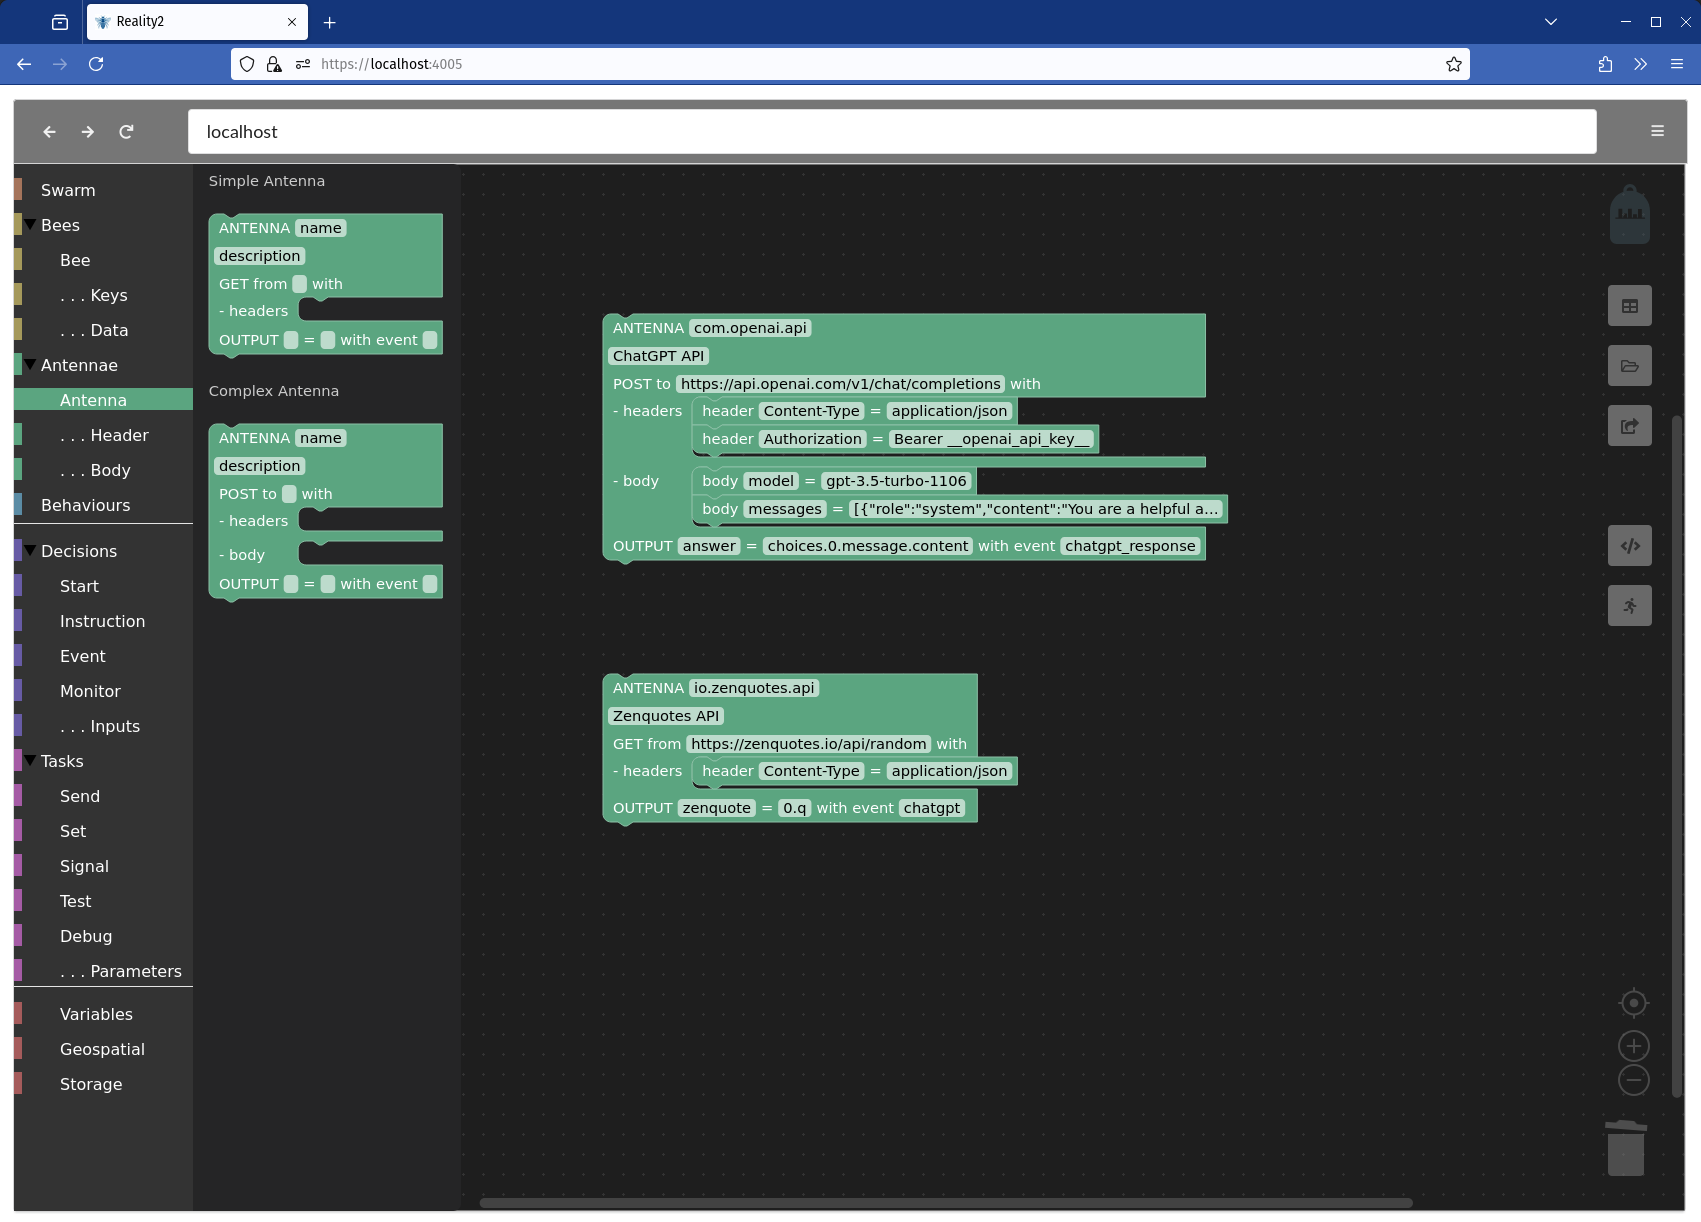 Reality2
https://localhost:4005
localhost
Swarm
Bees
Bee
. . . Keys
. . . Data
Antennae
Antenna
. . . Header
. . . Body
Behaviours
Decisions
Start
Instruction
Event
Monitor
. . . Inputs
Tasks
Send
Set
Signal
Test
Debug
. . . Parameters
Variables
Geospatial
Storage
Simple Antenna
ANTENNA name
description
GET from with
- headers
OUTPUT = with event
Complex Antenna
ANTENNA name
description
POST to with
- headers
- body
OUTPUT = with event
ANTENNA com.openai.api
ChatGPT API
POST to https://api.openai.com/v1/chat/completions with
- headers header Content-Type = application/json
header Authorization = Bearer __openai_api_key__
- body body model = gpt-3.5-turbo-1106
body messages = [{"role":"system","content":"You are a helpful a...
OUTPUT answer = choices.0.message.content with event chatgpt_response
ANTENNA io.zenquotes.api
Zenquotes API
GET from https://zenquotes.io/api/random with
- headers header Content-Type = application/json
OUTPUT zenquote = 0.q with event chatgpt